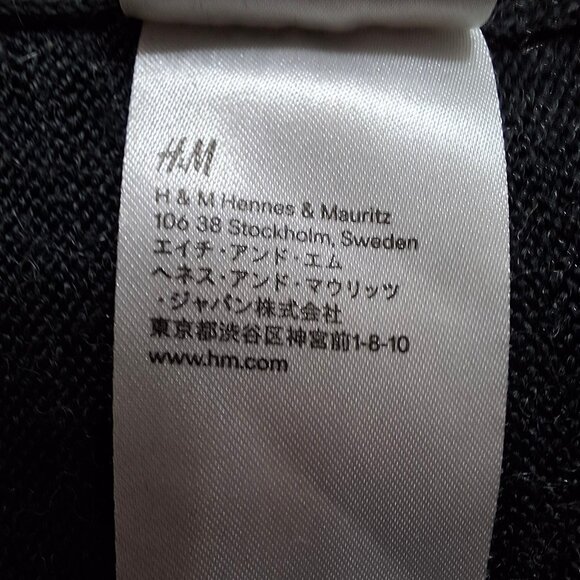 H&M
H & M Hennes & Mauritz
106 38 Stockholm, Sweden
エイチ・アンド・エム
ヘネス・アンド・マウリッツ
・ジャパン株式会社
東京都渋谷区神宮前1-8-10
www.hm.com